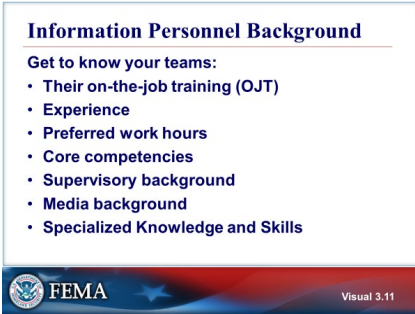 Information Personnel Background
Get to know your teams:
• Their on-the-job training (OJT)
• Experience
• Preferred work hours
• Core competencies
• Supervisory background
• Media background
• Specialized Knowledge and Skills
FEMA
Visual 3.11